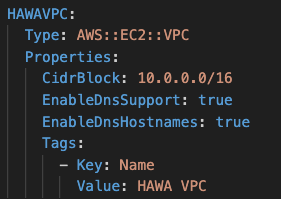 HAWAVPC:
  Type: AWS::EC2::VPC
  Properties:
    CidrBlock: 10.0.0.0/16
    EnableDnsSupport: true
    EnableDnsHostnames: true
    Tags:
      - Key: Name
        Value: HAWA VPC